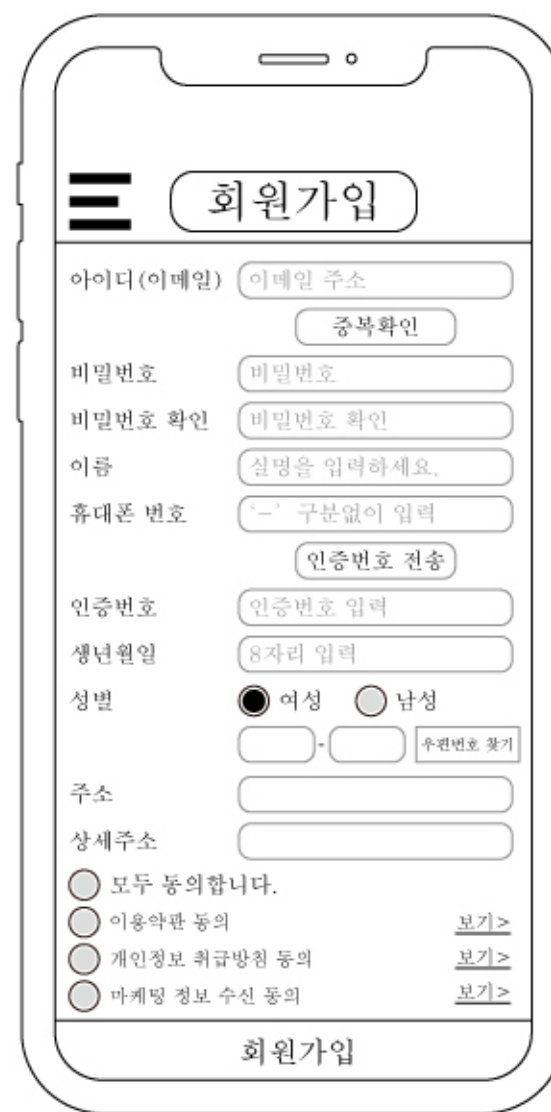 회원가입
아이디(이메일) 이메일 주소
중복확인
비밀번호 비밀번호
비밀번호 확인 비밀번호 확인
이름 실명을 입력하세요.
휴대폰 번호 '-' 구분없이 입력
인증번호 전송
인증번호 인증번호 입력
생년월일 8자리 입력
성별 여성 남성
- 우편번호 찾기
주소
상세주소
모두 동의합니다.
이용약관 동의 보기>
개인정보 취급방침 동의 보기>
마케팅 정보 수신 동의 보기>
회원가입